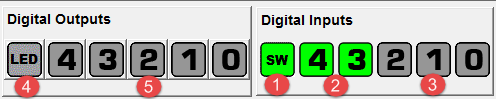 Digital Outputs
LED 4 3 2 1 0
4 5
Digital Inputs
SW 4 3 2 1 0
1 2 3